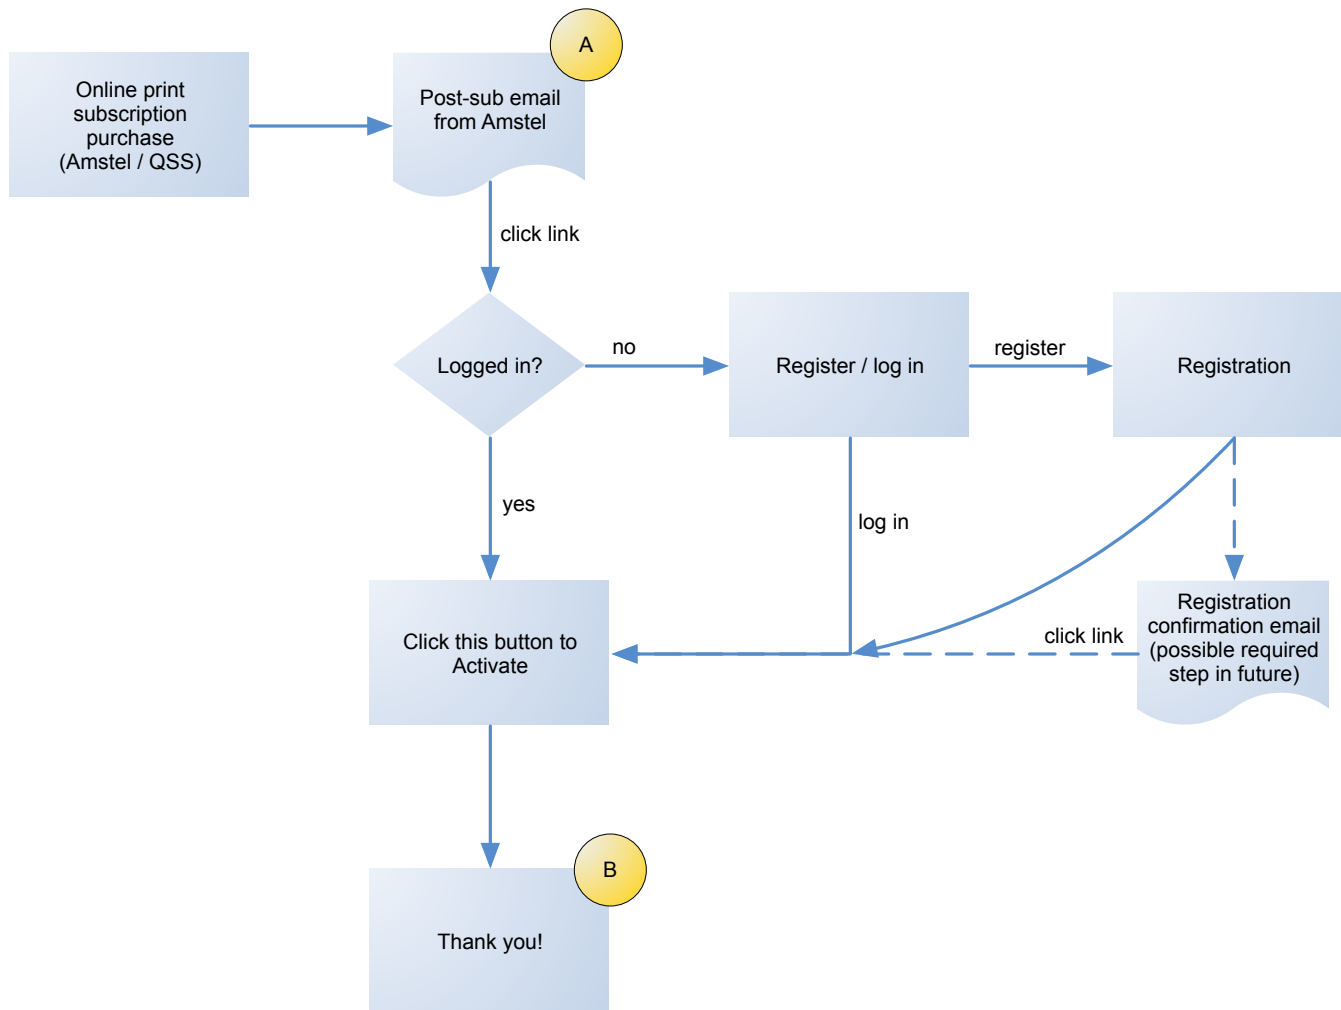 A
Online print
subscription
purchase
(Amstel / QSS)
Post-sub email
from Amstel
click link
Logged in?
no
Register / log in
register
Registration
yes
log in
Click this button to
Activate
click link
Registration
confirmation email
(possible required
step in future)
B
Thank you!